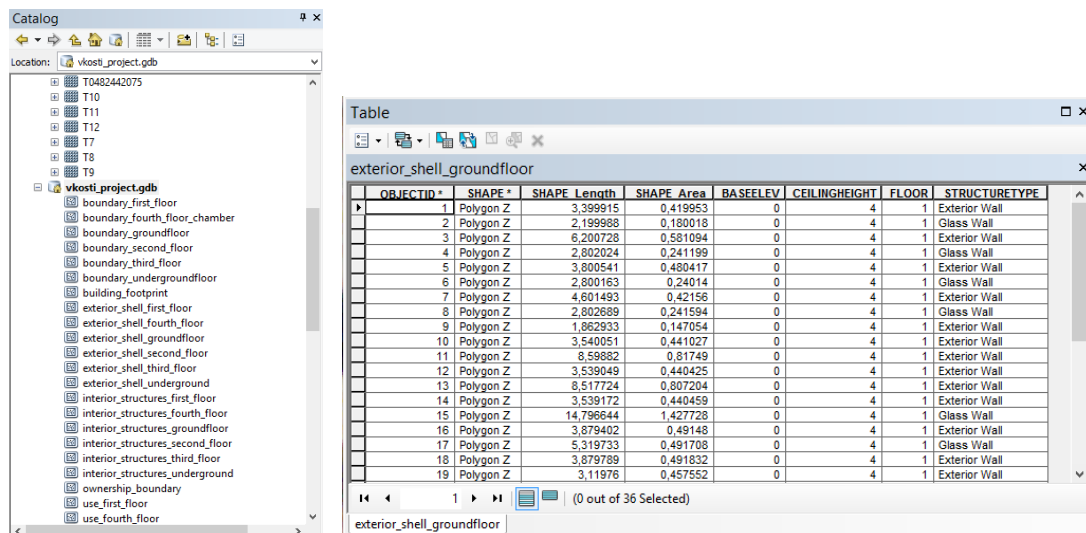 Catalog
Location: vkosti_project.gdb
T0482442075
T10
T11
T12
T7
T8
T9
vkosti_project.gdb
boundary_first_floor
boundary_fourth_floor_chamber
boundary_groundfloor
boundary_second_floor
boundary_third_floor
boundary_undergroundfloor
building_footprint
exterior_shell_first_floor
exterior_shell_fourth_floor
exterior_shell_groundfloor
exterior_shell_second_floor
exterior_shell_third_floor
exterior_shell_underground
interior_structures_first_floor
interior_structures_fourth_floor
interior_structures_groundfloor
interior_structures_second_floor
interior_structures_third_floor
interior_structures_underground
ownership_boundary
use_first_floor
use_fourth_floor
Table
exterior_shell_groundfloor
OBJECTID * SHAPE * SHAPE_Length SHAPE_Area BASEELEV CEILINGHEIGHT FLOOR STRUCTURETYPE
1 Polygon Z 3,399915 0,419953 0 4 1 Exterior Wall
2 Polygon Z 2,199988 0,180018 0 4 1 Glass Wall
3 Polygon Z 6,200728 0,581094 0 4 1 Exterior Wall
4 Polygon Z 2,802024 0,241199 0 4 1 Glass Wall
5 Polygon Z 3,800541 0,480417 0 4 1 Exterior Wall
6 Polygon Z 2,800163 0,24014 0 4 1 Glass Wall
7 Polygon Z 4,601493 0,42156 0 4 1 Exterior Wall
8 Polygon Z 2,802689 0,241594 0 4 1 Glass Wall
9 Polygon Z 1,862933 0,147054 0 4 1 Exterior Wall
10 Polygon Z 3,540051 0,441027 0 4 1 Exterior Wall
11 Polygon Z 8,59882 0,81749 0 4 1 Exterior Wall
12 Polygon Z 3,539049 0,440425 0 4 1 Exterior Wall
13 Polygon Z 8,517724 0,807204 0 4 1 Exterior Wall
14 Polygon Z 3,539172 0,440459 0 4 1 Exterior Wall
15 Polygon Z 14,796644 1,427728 0 4 1 Glass Wall
16 Polygon Z 3,879402 0,49148 0 4 1 Exterior Wall
17 Polygon Z 5,319733 0,491708 0 4 1 Glass Wall
18 Polygon Z 3,879789 0,491832 0 4 1 Exterior Wall
19 Polygon Z 3,11976 0,457552 0 4 1 Exterior Wall
1 (0 out of 36 Selected)
exterior_shell_groundfloor